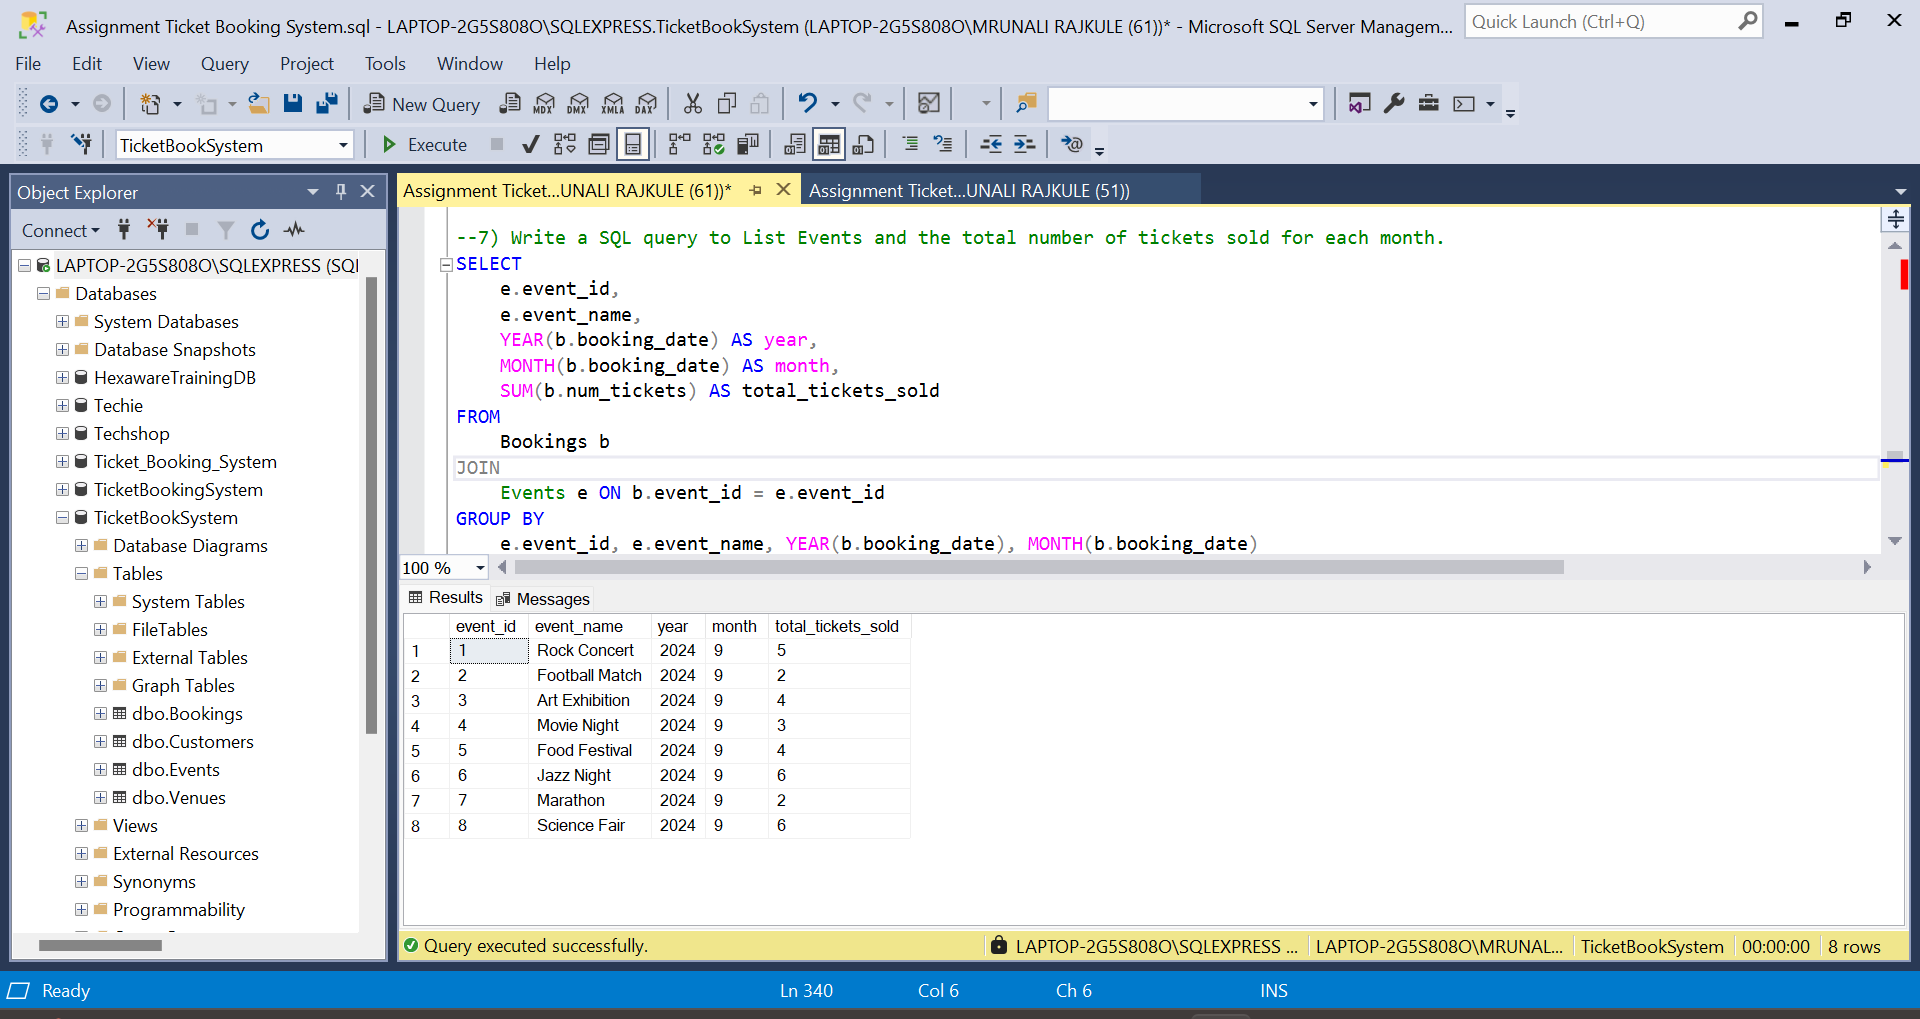 Assignment Ticket Booking System.sql - LAPTOP-2G5S808O\SQLEXPRESS.TicketBookSystem (LAPTOP-2G5S808O\MRUNALI RAJKULE (61))* - Microsoft SQL Server Managem...
Quick Launch (Ctrl+Q)
File Edit View Query Project Tools Window Help
New Query MDX DMX XMLA DAX
TicketBookSystem Execute
Object Explorer
Connect
LAPTOP-2G5S808O\SQLEXPRESS (SQl
Databases
System Databases
Database Snapshots
HexawareTrainingDB
Techie
Techshop
Ticket_Booking_System
TicketBookingSystem
TicketBookSystem
Database Diagrams
Tables
System Tables
FileTables
External Tables
Graph Tables
dbo.Bookings
dbo.Customers
dbo.Events
dbo.Venues
Views
External Resources
Synonyms
Programmability
Assignment Ticket...UNALI RAJKULE (61))* Assignment Ticket...UNALI RAJKULE (51))
--7) Write a SQL query to List Events and the total number of tickets sold for each month.
SELECT
e.event_id,
e.event_name,
YEAR(b.booking_date) AS year,
MONTH(b.booking_date) AS month,
SUM(b.num_tickets) AS total_tickets_sold
FROM
Bookings b
JOIN
Events e ON b.event_id = e.event_id
GROUP BY
e.event_id, e.event_name, YEAR(b.booking_date), MONTH(b.booking_date)
100 %
Results Messages
event_id event_name year month total_tickets_sold
1 1 Rock Concert 2024 9 5
2 2 Football Match 2024 9 2
3 3 Art Exhibition 2024 9 4
4 4 Movie Night 2024 9 3
5 5 Food Festival 2024 9 4
6 6 Jazz Night 2024 9 6
7 7 Marathon 2024 9 2
8 8 Science Fair 2024 9 6
Query executed successfully. LAPTOP-2G5S808O\SQLEXPRESS ... LAPTOP-2G5S808O\MRUNAL... TicketBookSystem 00:00:00 8 rows
Ready Ln 340 Col 6 Ch 6 INS